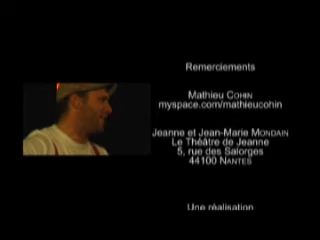 Remerciements
Mathieu COHIN
myspace.com/mathieucohin
Jeanne et Jean-Marie MONDAIN
Le Théâtre de Jeanne
5, rue des Salorges
44100 NANTES
Une réalisation